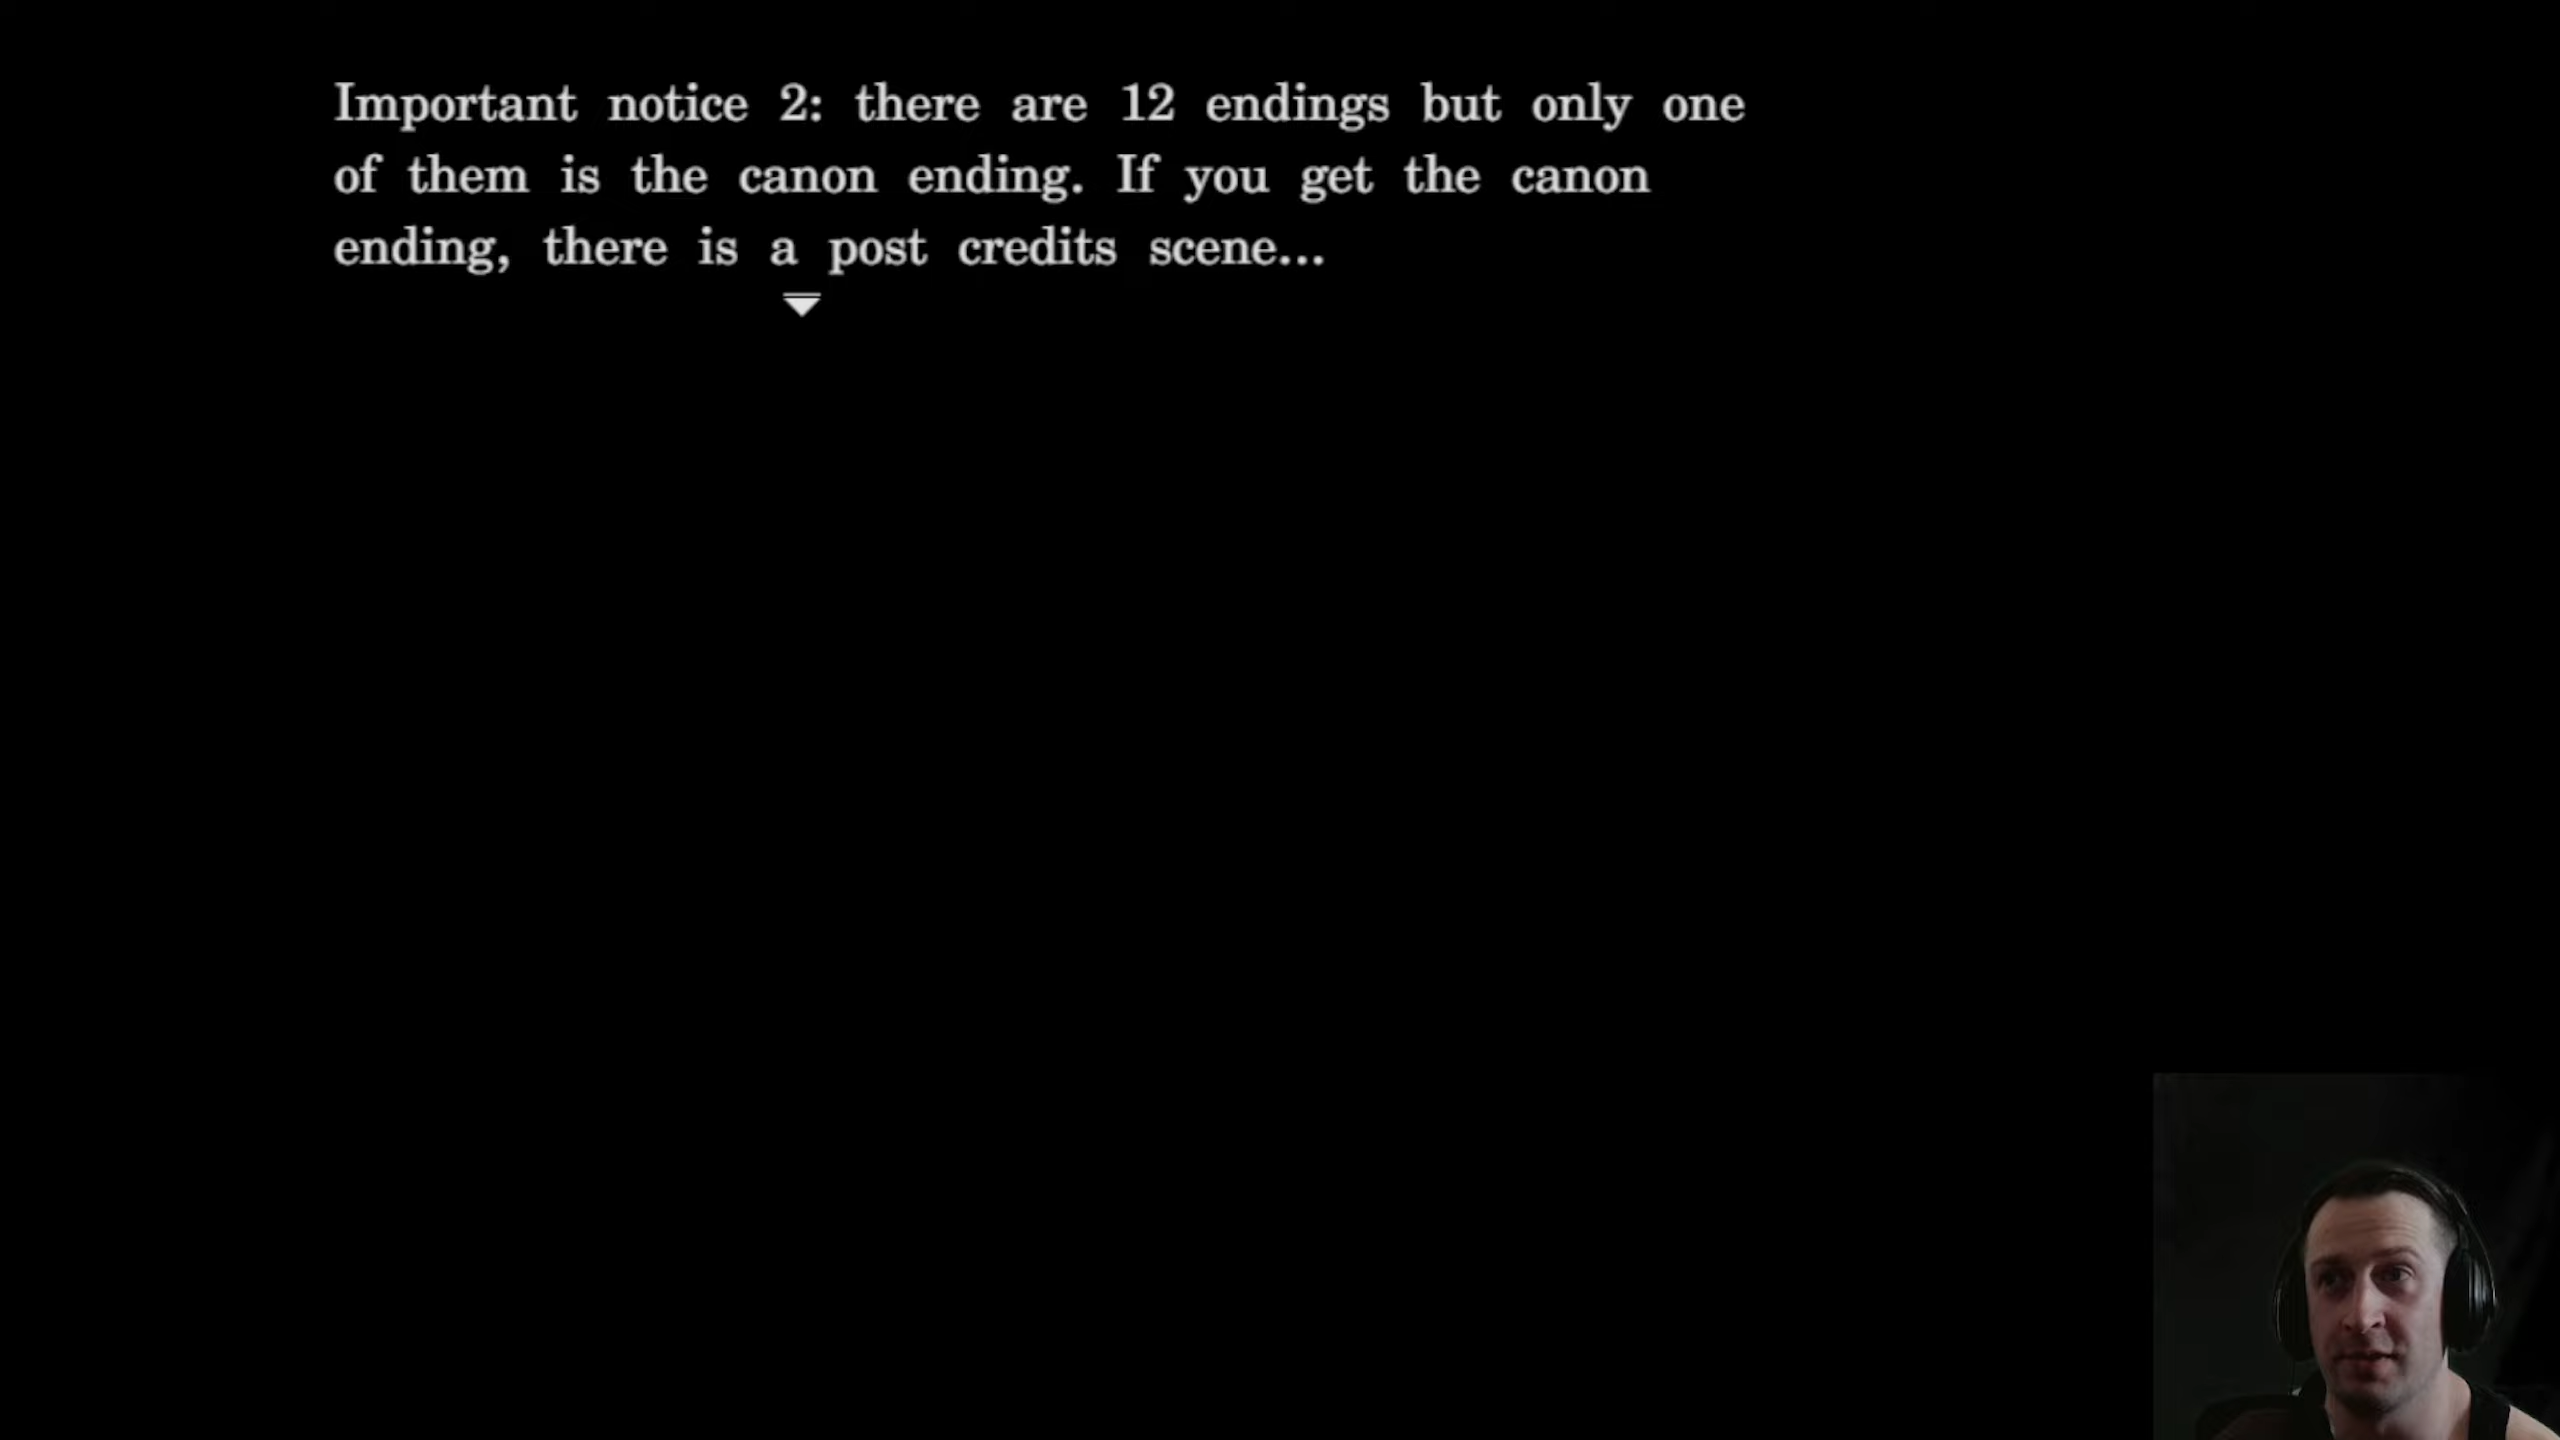 Important notice 2: there are 12 endings but only one
of them is the canon ending. If you get the canon
ending, there is a post credits scene...